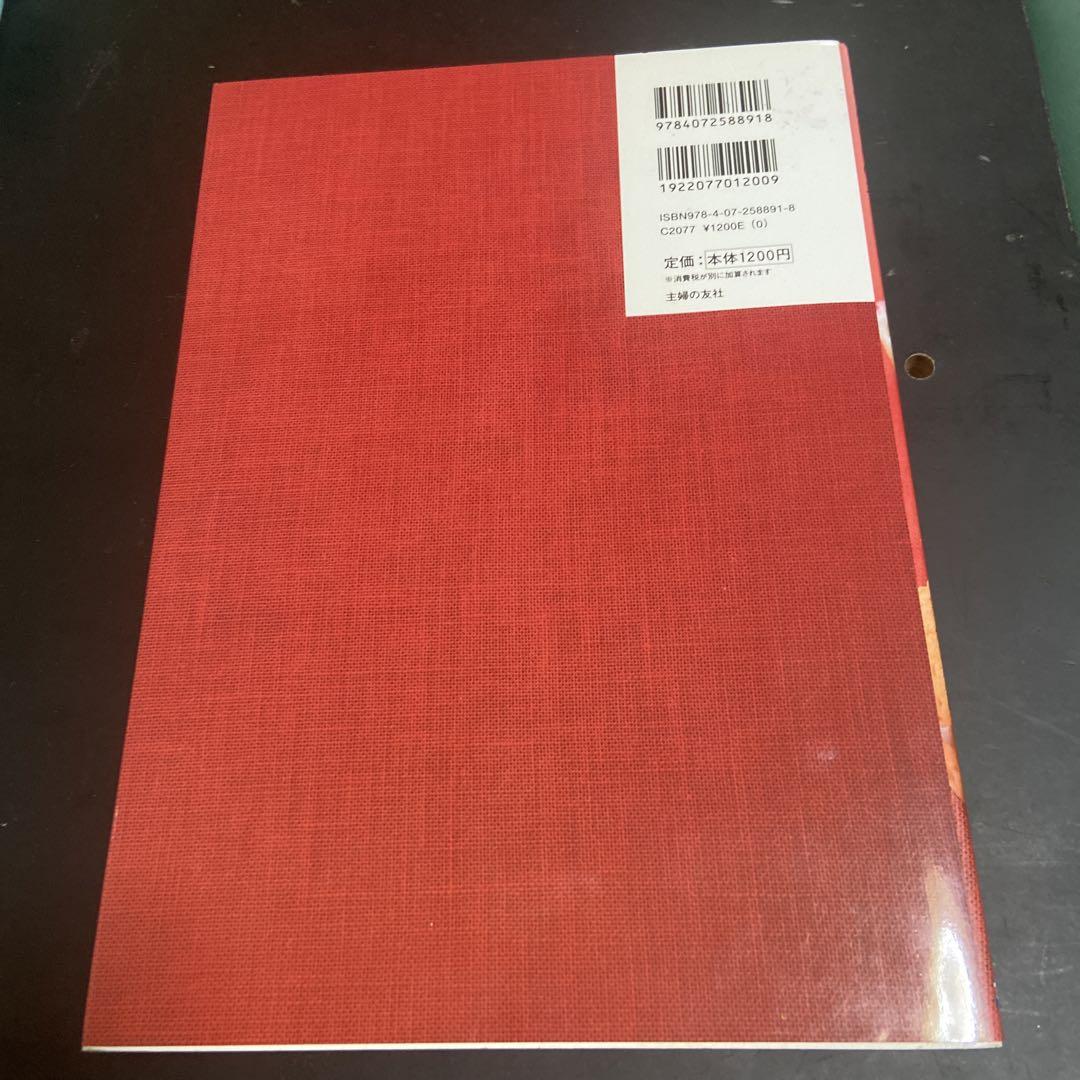 9784072588918
1922077012009
ISBN978-4-07-258891-8
C2077 ¥1200E (0)
定価：本体1200円
※消費税が別に加算されます
主婦の友社